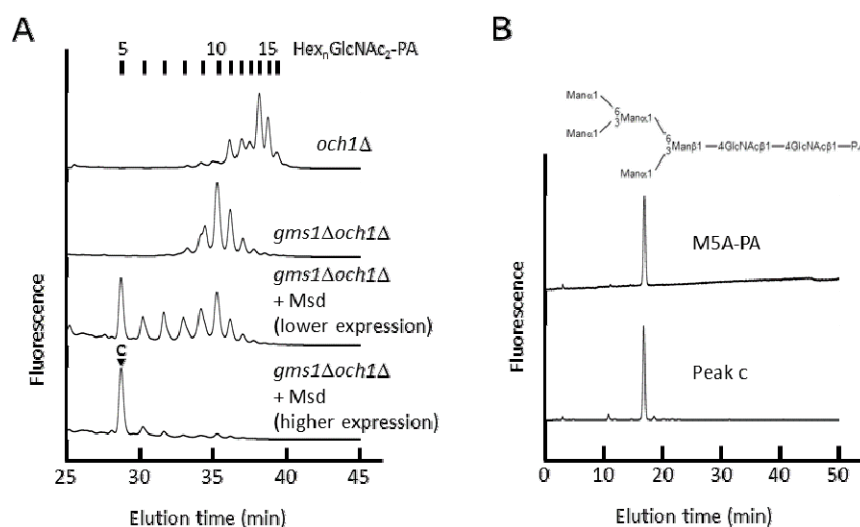 A
5 10 15 HexₙGlcNAc₂-PA
och1Δ
gms1Δoch1Δ
gms1Δoch1Δ
+ Msd
(lower expression)
C
gms1Δoch1Δ
+ Msd
(higher expression)
Fluorescence
25 30 35 40 45
Elution time (min)
B
Manα1
6
3
Manα1
Manα1
6
3
Manβ1—4GlcNAcβ1—4GlcNAcβ1—PA
Manα1
M5A-PA
Peak c
Fluorescence
0 10 20 30 40 50
Elution time (min)